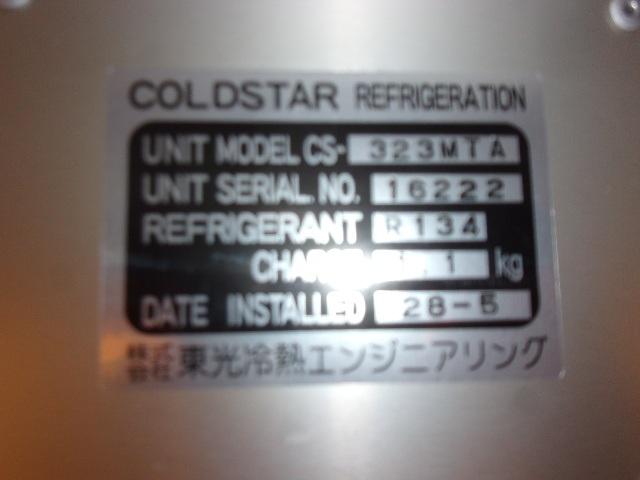 COLDSTAR REFRIGERATION
UNIT MODEL CS- 323MTA
UNIT SERIAL NO. 16222
REFRIGERANT R134
CHARGE 1 kg
DATE INSTALLED 28-5
株式会社 東光冷熱エンジニアリング